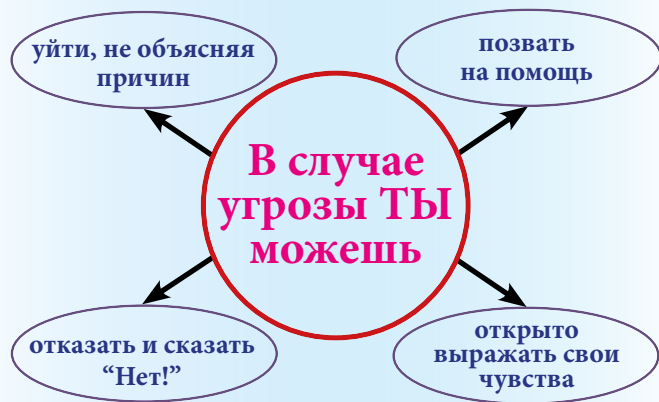 уйти, не объясняя
причин
позвать
на помощь
В случае
угрозы ТЫ
можешь
отказать и сказать
“Нет!”
открыто
выражать свои
чувства